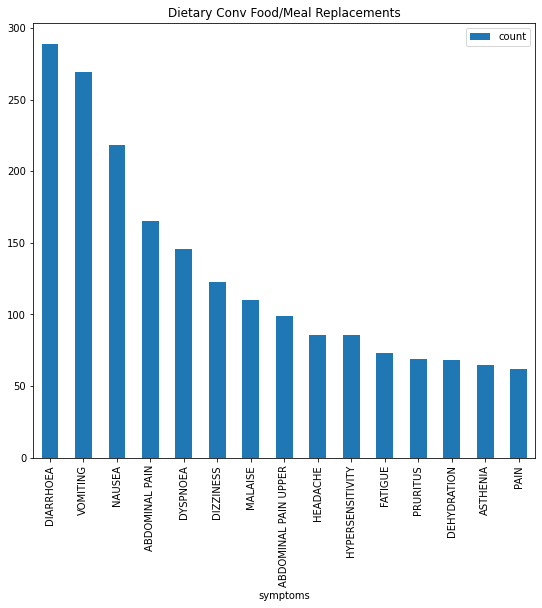 Dietary Conv Food/Meal Replacements
count
300
250
200
150
100
50
0
DIARRHOEA
VOMITING
NAUSEA
ABDOMINAL PAIN
DYSPNOEA
DIZZINESS
MALAISE
ABDOMINAL PAIN UPPER
HEADACHE
HYPERSENSITIVITY
FATIGUE
PRURITUS
DEHYDRATION
ASTHENIA
PAIN
symptoms